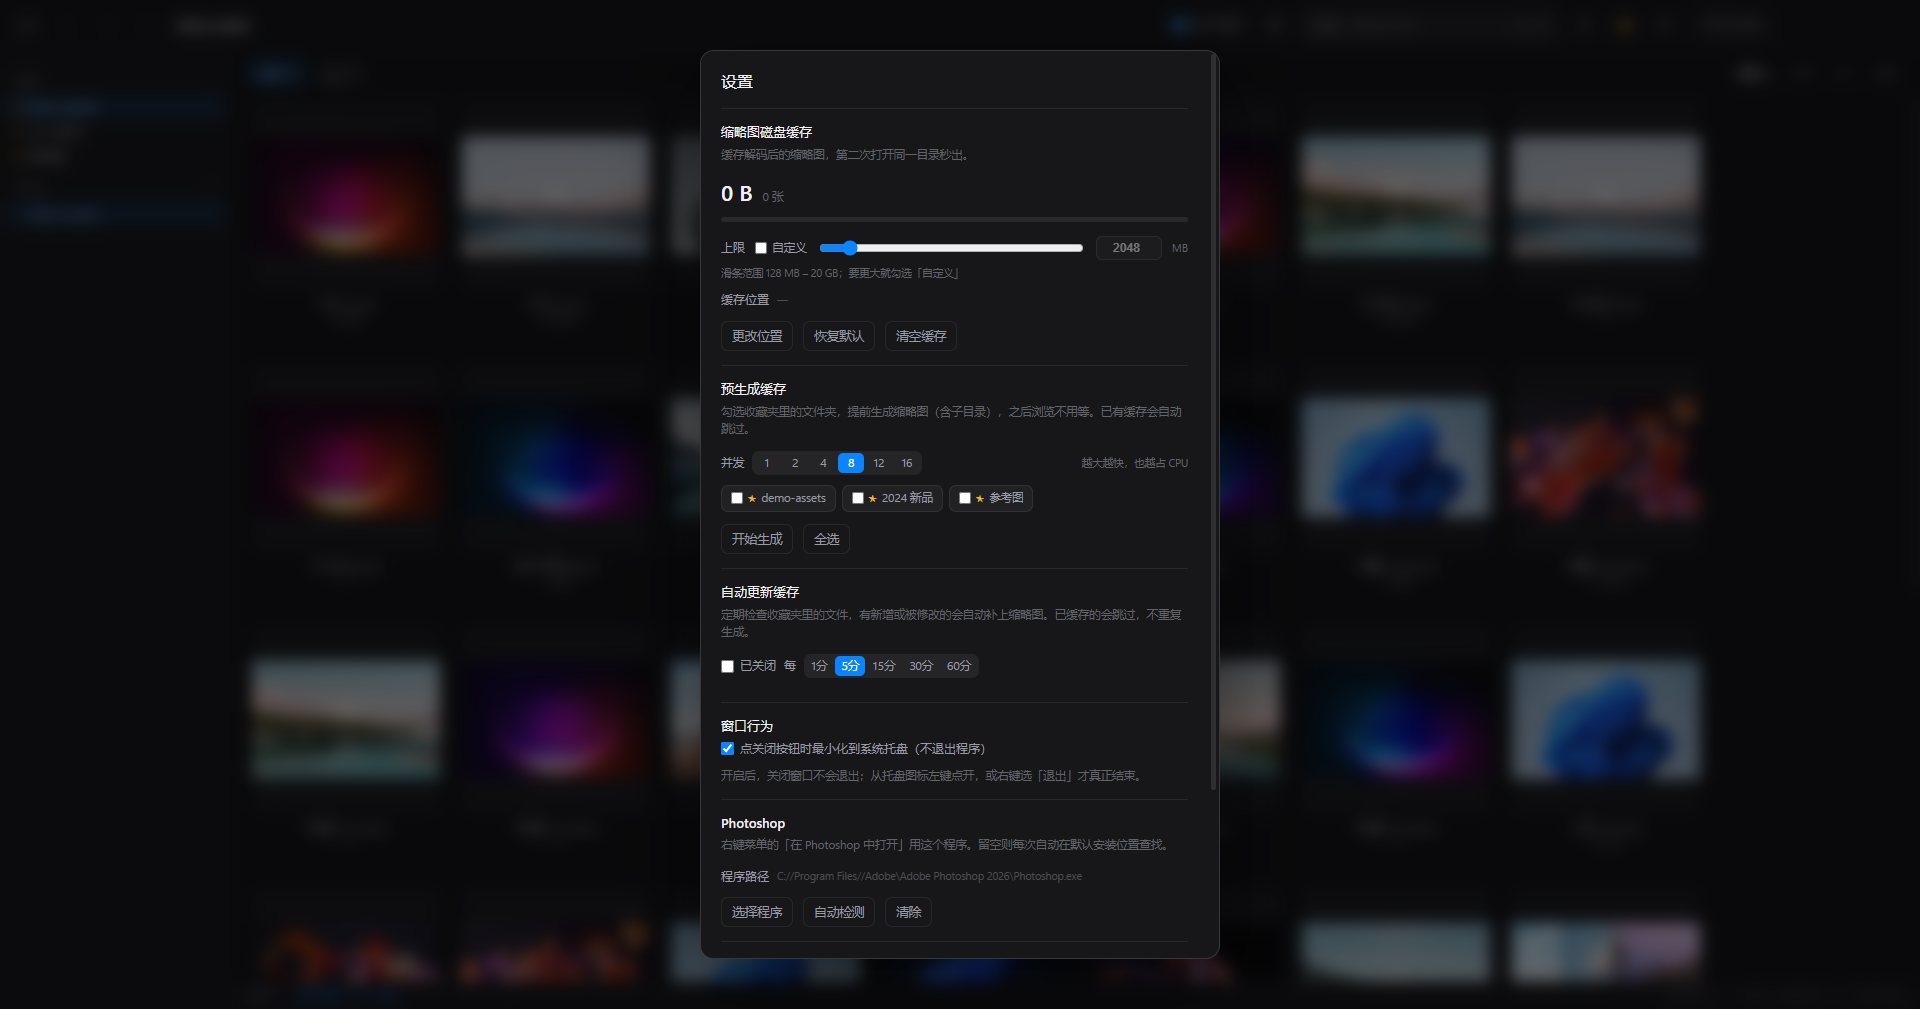 设置
缩略图磁盘缓存
缓存解码后的缩略图，第二次打开同一目录秒出。
0 B 0 张
上限 自定义 2048 MB
滑条范围 128 MB – 20 GB；要更大就勾选「自定义」
缓存位置 —
更改位置 恢复默认 清空缓存
预生成缓存
勾选收藏夹里的文件夹，提前生成缩略图（含子目录），之后浏览不用等。已有缓存会自动
跳过。
并发 1 2 4 8 12 16 越大越快，也越占 CPU
★ demo-assets ★ 2024 新品 ★ 参考图
开始生成 全选
自动更新缓存
定期检查收藏夹里的文件，有新增或被修改的会自动补上缩略图。已缓存的会跳过，不重复
生成。
已关闭 每 1分 5分 15分 30分 60分
窗口行为
点关闭按钮时最小化到系统托盘（不退出程序）
开启后，关闭窗口不会退出；从托盘图标左键点开，或右键选「退出」才真正结束。
Photoshop
右键菜单的「在 Photoshop 中打开」用这个程序。留空则每次自动在默认安装位置查找。
程序路径 C://Program Files//Adobe\Adobe Photoshop 2026\Photoshop.exe
选择程序 自动检测 清除